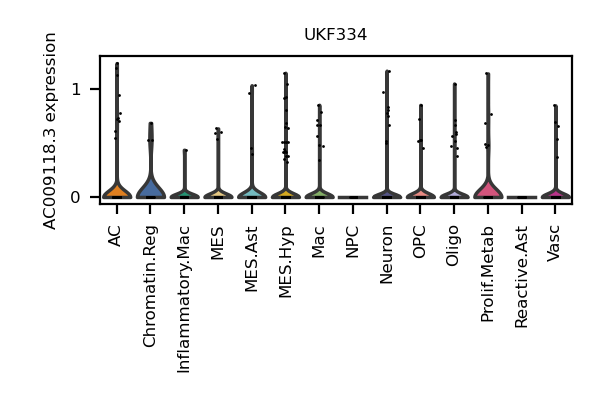 UKF334
AC009118.3 expression
1
0
AC
Chromatin.Reg
Inflammatory.Mac
MES
MES.Ast
MES.Hyp
Mac
NPC
Neuron
OPC
Oligo
Prolif.Metab
Reactive.Ast
Vasc